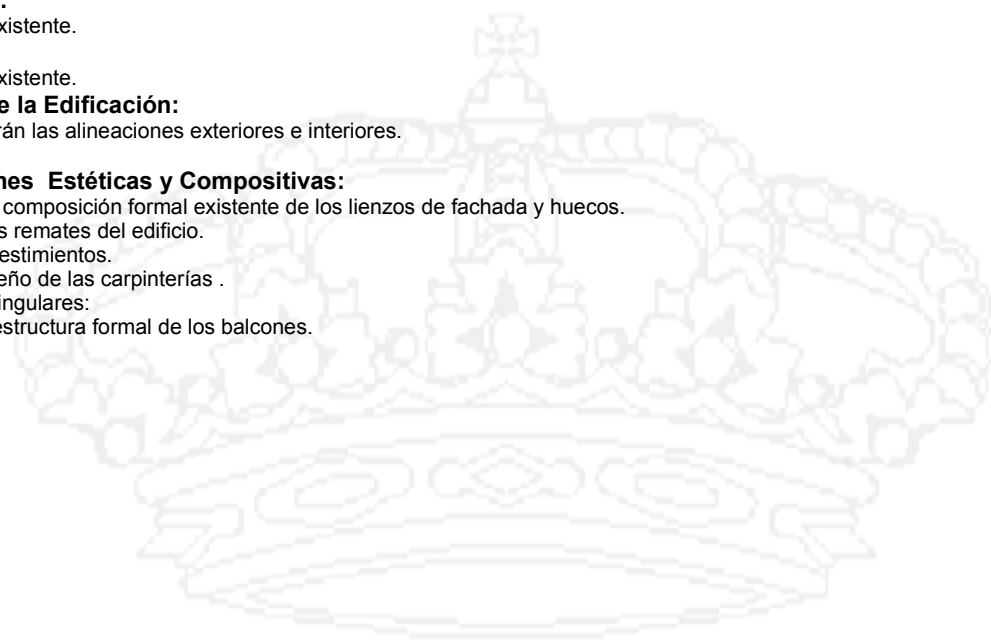 .
xistente.
xistente.
e la Edificación:
rán las alineaciones exteriores e interiores.
nes Estéticas y Compositivas:
composición formal existente de los lienzos de fachada y huecos.
s remates del edificio.
estimientos.
eño de las carpinterías .
ingulares:
estructura formal de los balcones.